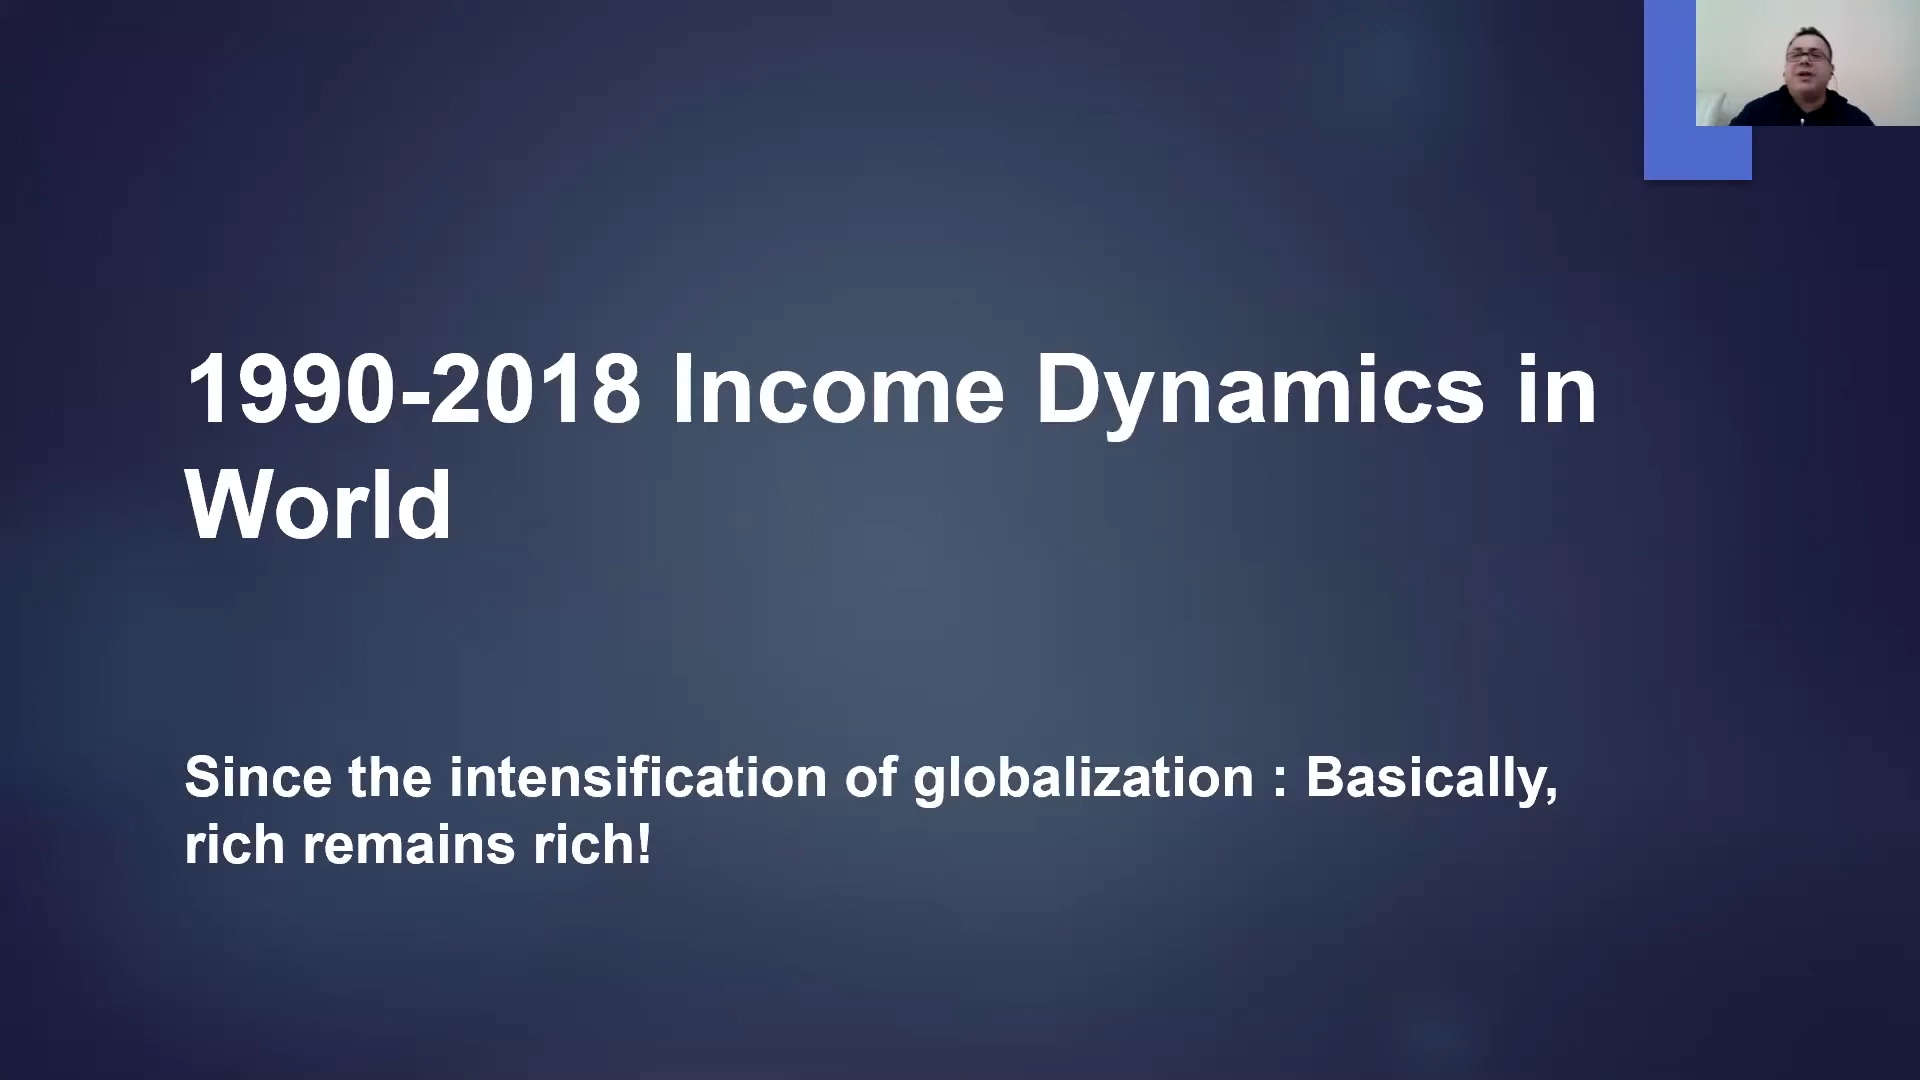 1990-2018 Income Dynamics in
World
Since the intensification of globalization : Basically,
rich remains rich!